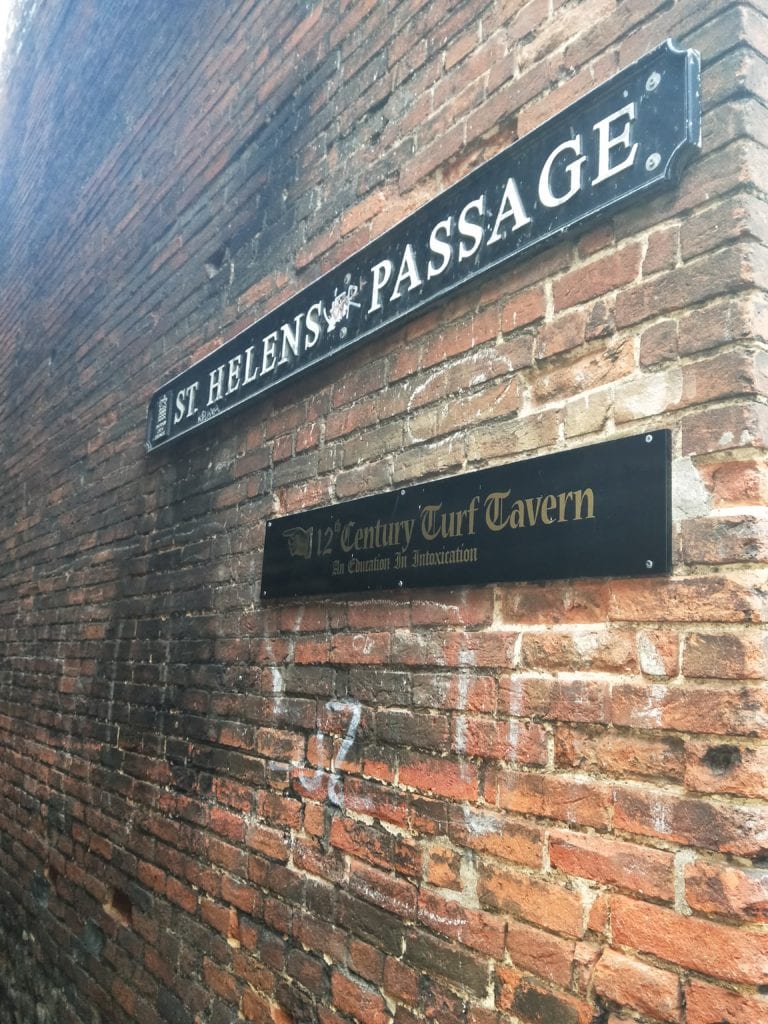 ST. HELENS PASSAGE
12th Century Turf Tavern
An Education In Intoxication